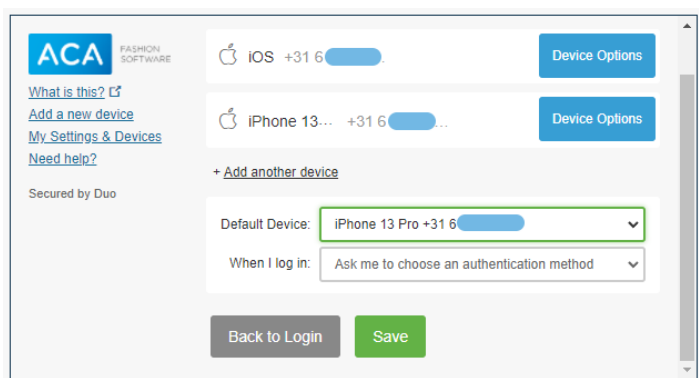 ACA FASHION SOFTWARE
What is this?
Add a new device
My Settings & Devices
Need help?
Secured by Duo
iOS +31 6
Device Options
iPhone 13... +31 6 ...
Device Options
+ Add another device
Default Device: iPhone 13 Pro +31 6
When I log in: Ask me to choose an authentication method
Back to Login
Save